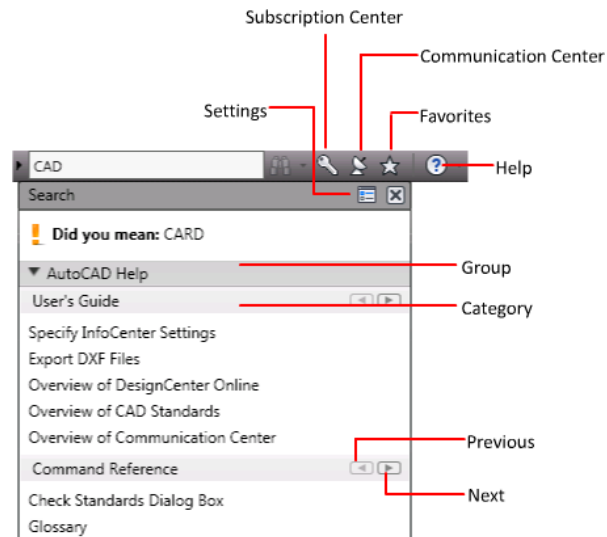 Subscription Center
Communication Center
Settings
Favorites
CAD
?
Help
Search
! Did you mean: CARD
AutoCAD Help
Group
User's Guide
Category
Specify InfoCenter Settings
Export DXF Files
Overview of DesignCenter Online
Overview of CAD Standards
Overview of Communication Center
Previous
Command Reference
Next
Check Standards Dialog Box
Glossary